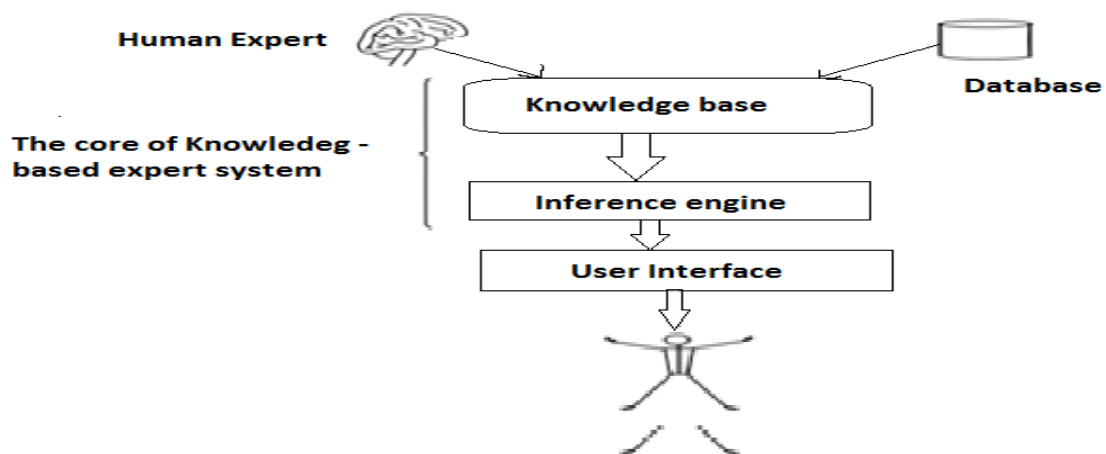 Human Expert
Database
Knowledge base
The core of Knowledeg -
based expert system
Inference engine
User Interface